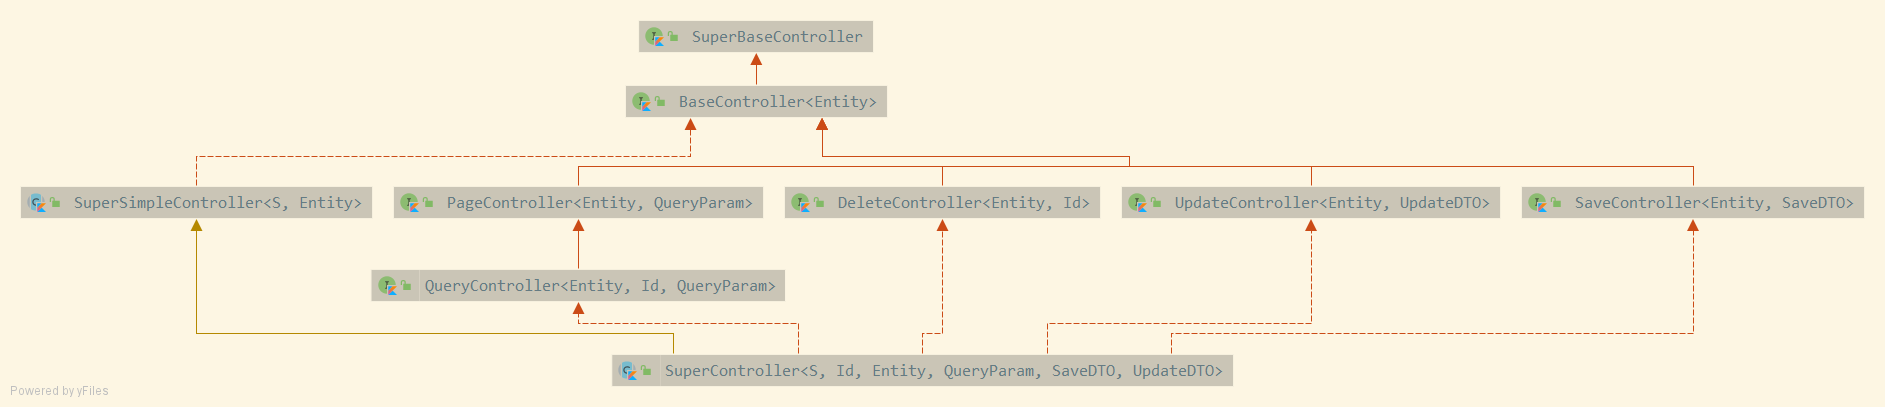 SuperBaseController
BaseController<Entity>
SuperSimpleController<S, Entity>
PageController<Entity, QueryParam>
DeleteController<Entity, Id>
UpdateController<Entity, UpdateDTO>
SaveController<Entity, SaveDTO>
QueryController<Entity, Id, QueryParam>
SuperController<S, Id, Entity, QueryParam, SaveDTO, UpdateDTO>
Powered by yFiles